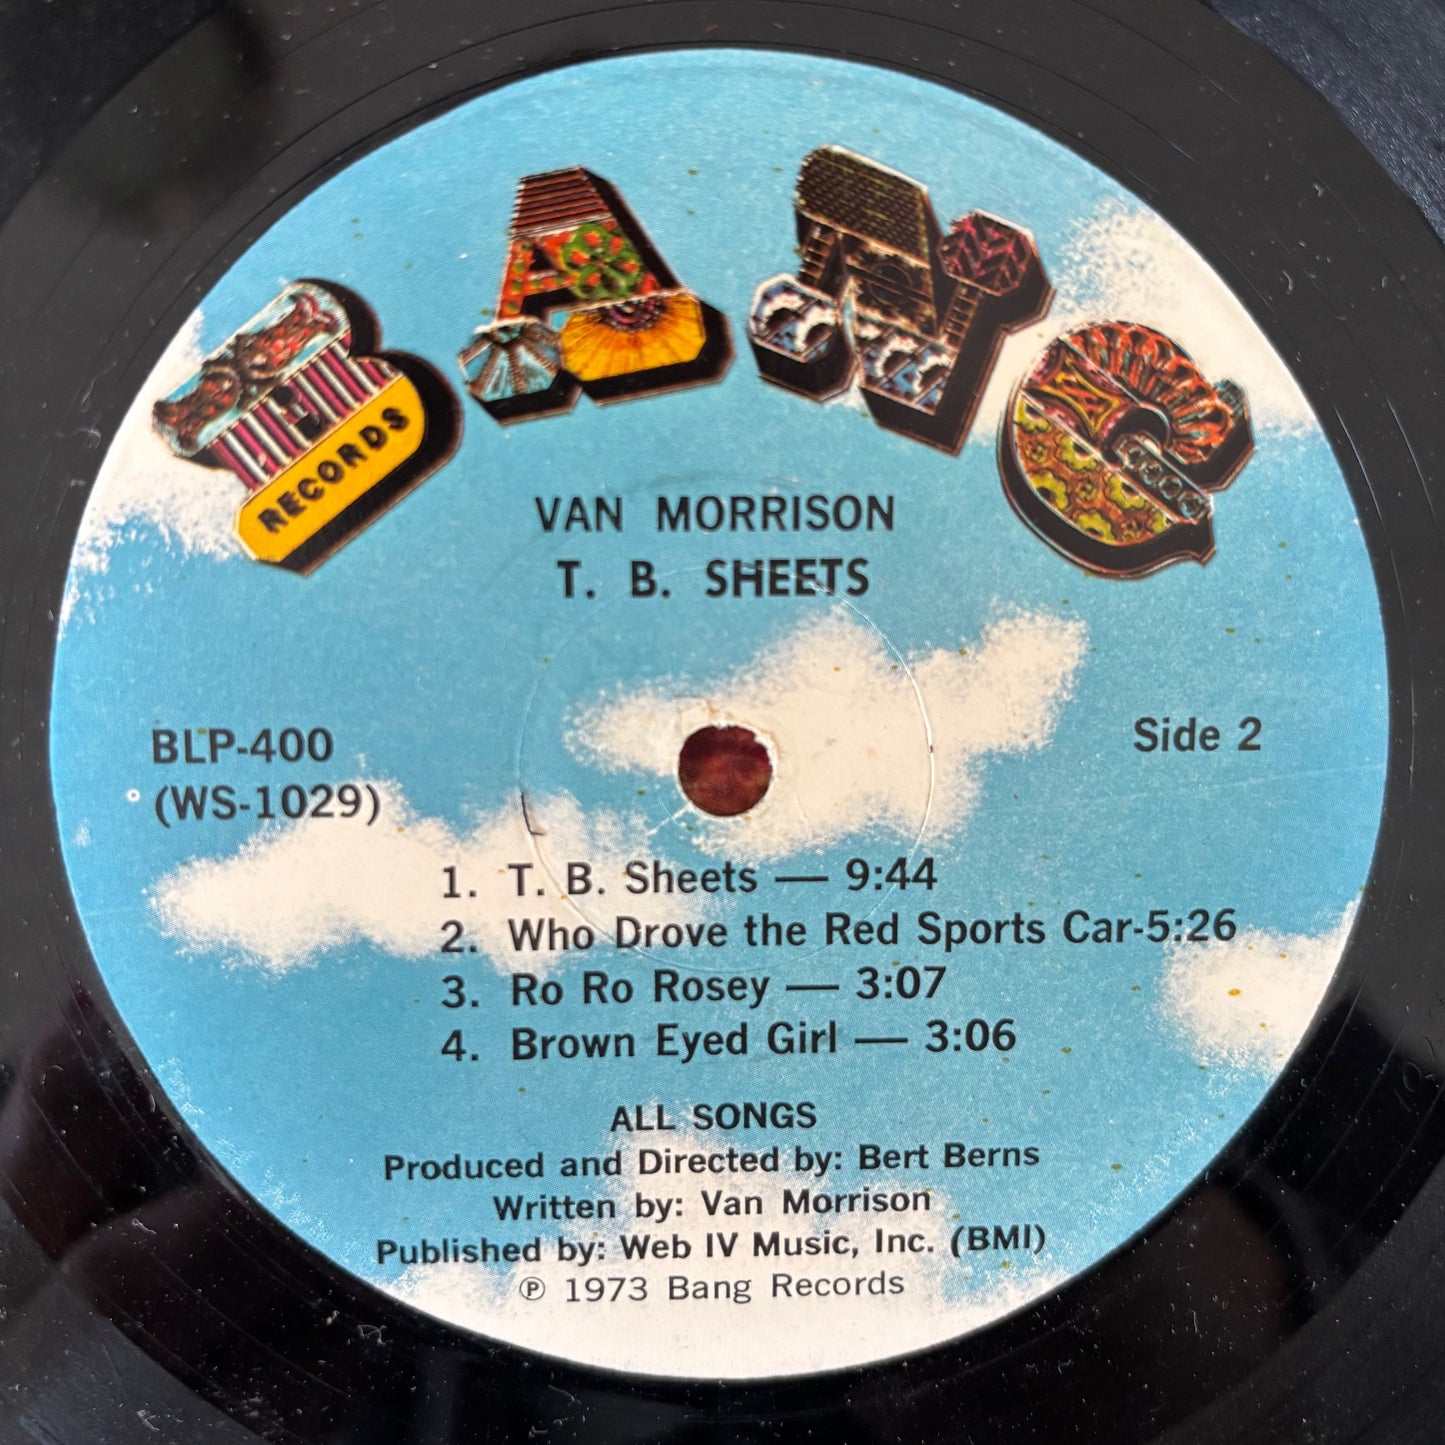 BANG
RECORDS
VAN MORRISON
T. B. SHEETS
BLP-400
(WS-1029)
Side 2
1. T. B. Sheets — 9:44
2. Who Drove the Red Sports Car-5:26
3. Ro Ro Rosey — 3:07
4. Brown Eyed Girl — 3:06
ALL SONGS
Produced and Directed by: Bert Berns
Written by: Van Morrison
Published by: Web IV Music, Inc. (BMI)
℗ 1973 Bang Records